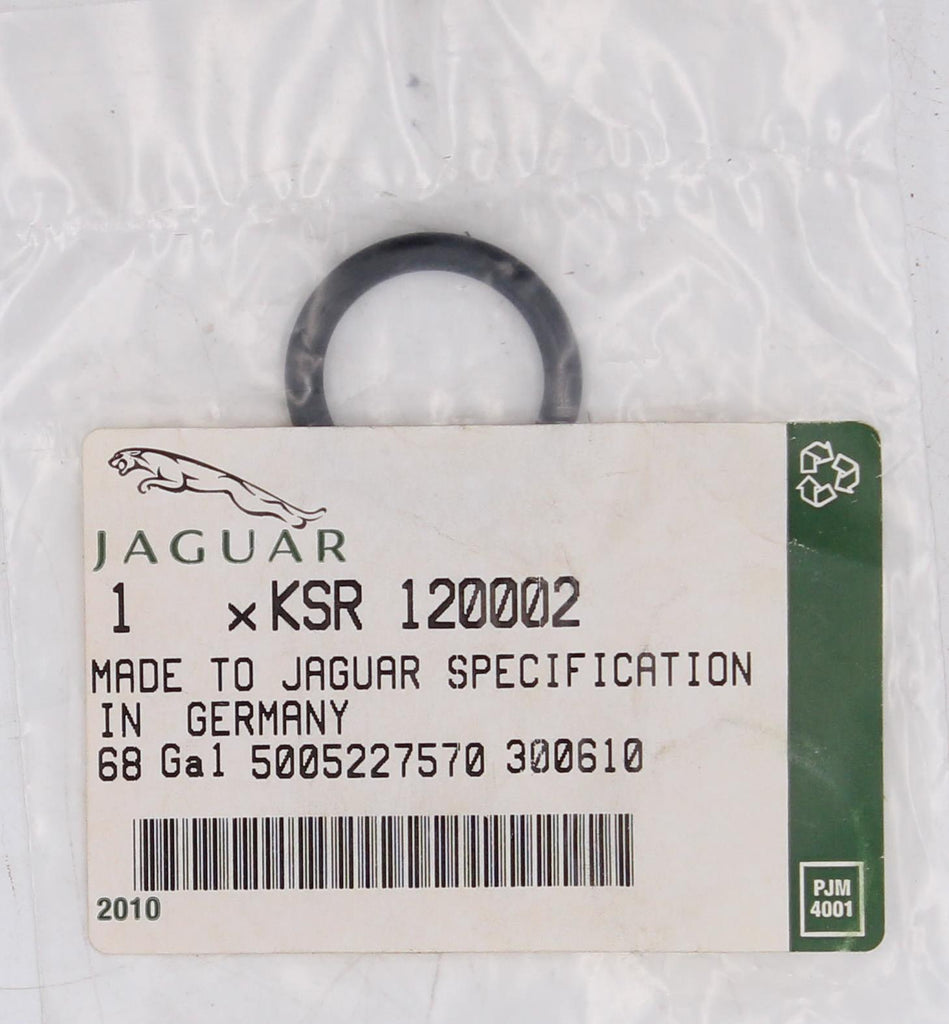 JAGUAR
1 x KSR 120002
MADE TO JAGUAR SPECIFICATION
IN GERMANY
68 Gal 5005227570 300610
2010
PJM
4001